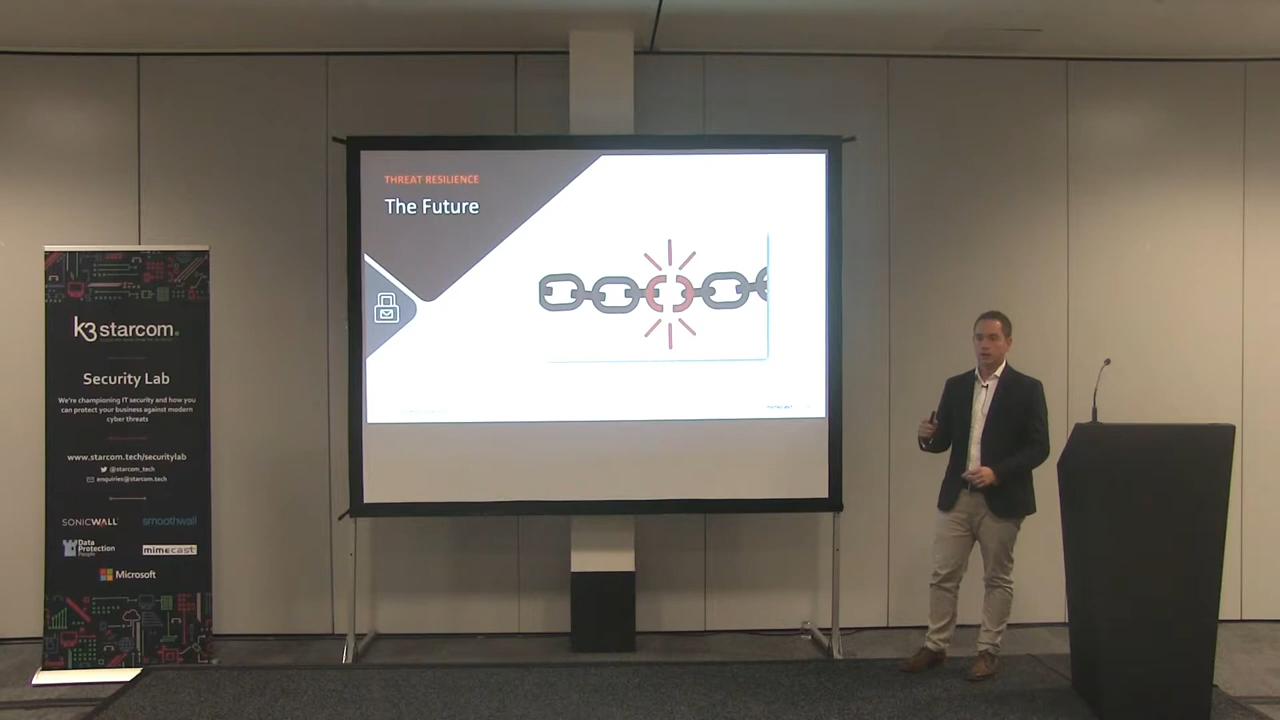 THREAT RESILIENCE
The Future
k3 starcom
Security Lab
We're championing IT security and how you
can protect your business against modern
cyber threats
www.starcom.tech/securitylab
@starcom_tech
enquiries@starcom.tech
SONICWALL
smoothwall
Data
Protection
People
mimecast
Microsoft